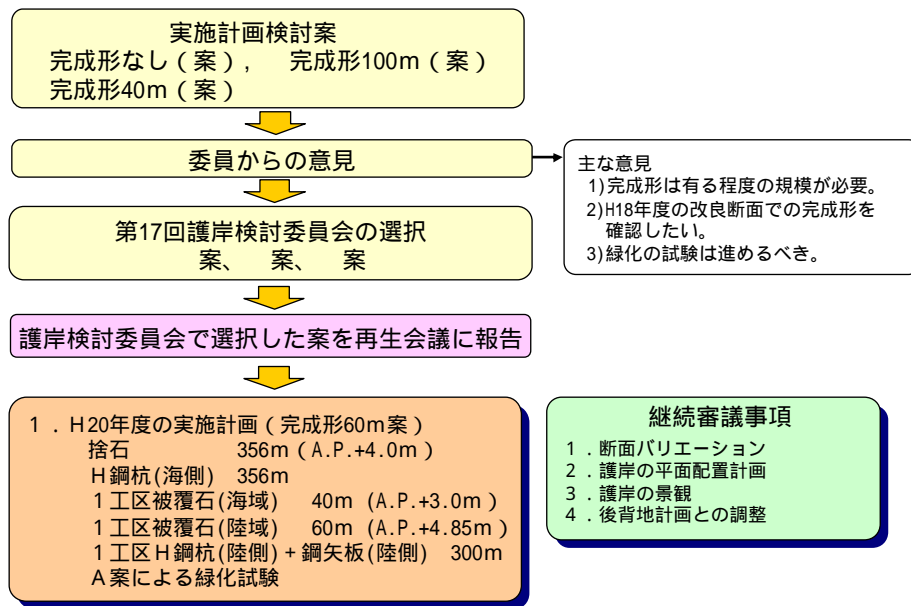 実施計画検討案
完成形なし（案）,　完成形100m（案）
完成形40m（案）
委員からの意見
主な意見
1)完成形は有る程度の規模が必要。
2)H18年度の改良断面での完成形を
確認したい。
3)緑化の試験は進めるべき。
第17回護岸検討委員会の選択
案、　案、　案
護岸検討委員会で選択した案を再生会議に報告
1．H20年度の実施計画（完成形60m案）
捨石　356m（A.P.+4.0m）
H鋼杭(海側)　356m
1工区被覆石(海域)　40m（A.P.+3.0m）
1工区被覆石(陸域)　60m（A.P.+4.85m）
1工区H鋼杭(陸側)+鋼矢板(陸側)　300m
A案による緑化試験
継続審議事項
1．断面バリエーション
2．護岸の平面配置計画
3．護岸の景観
4．後背地計画との調整